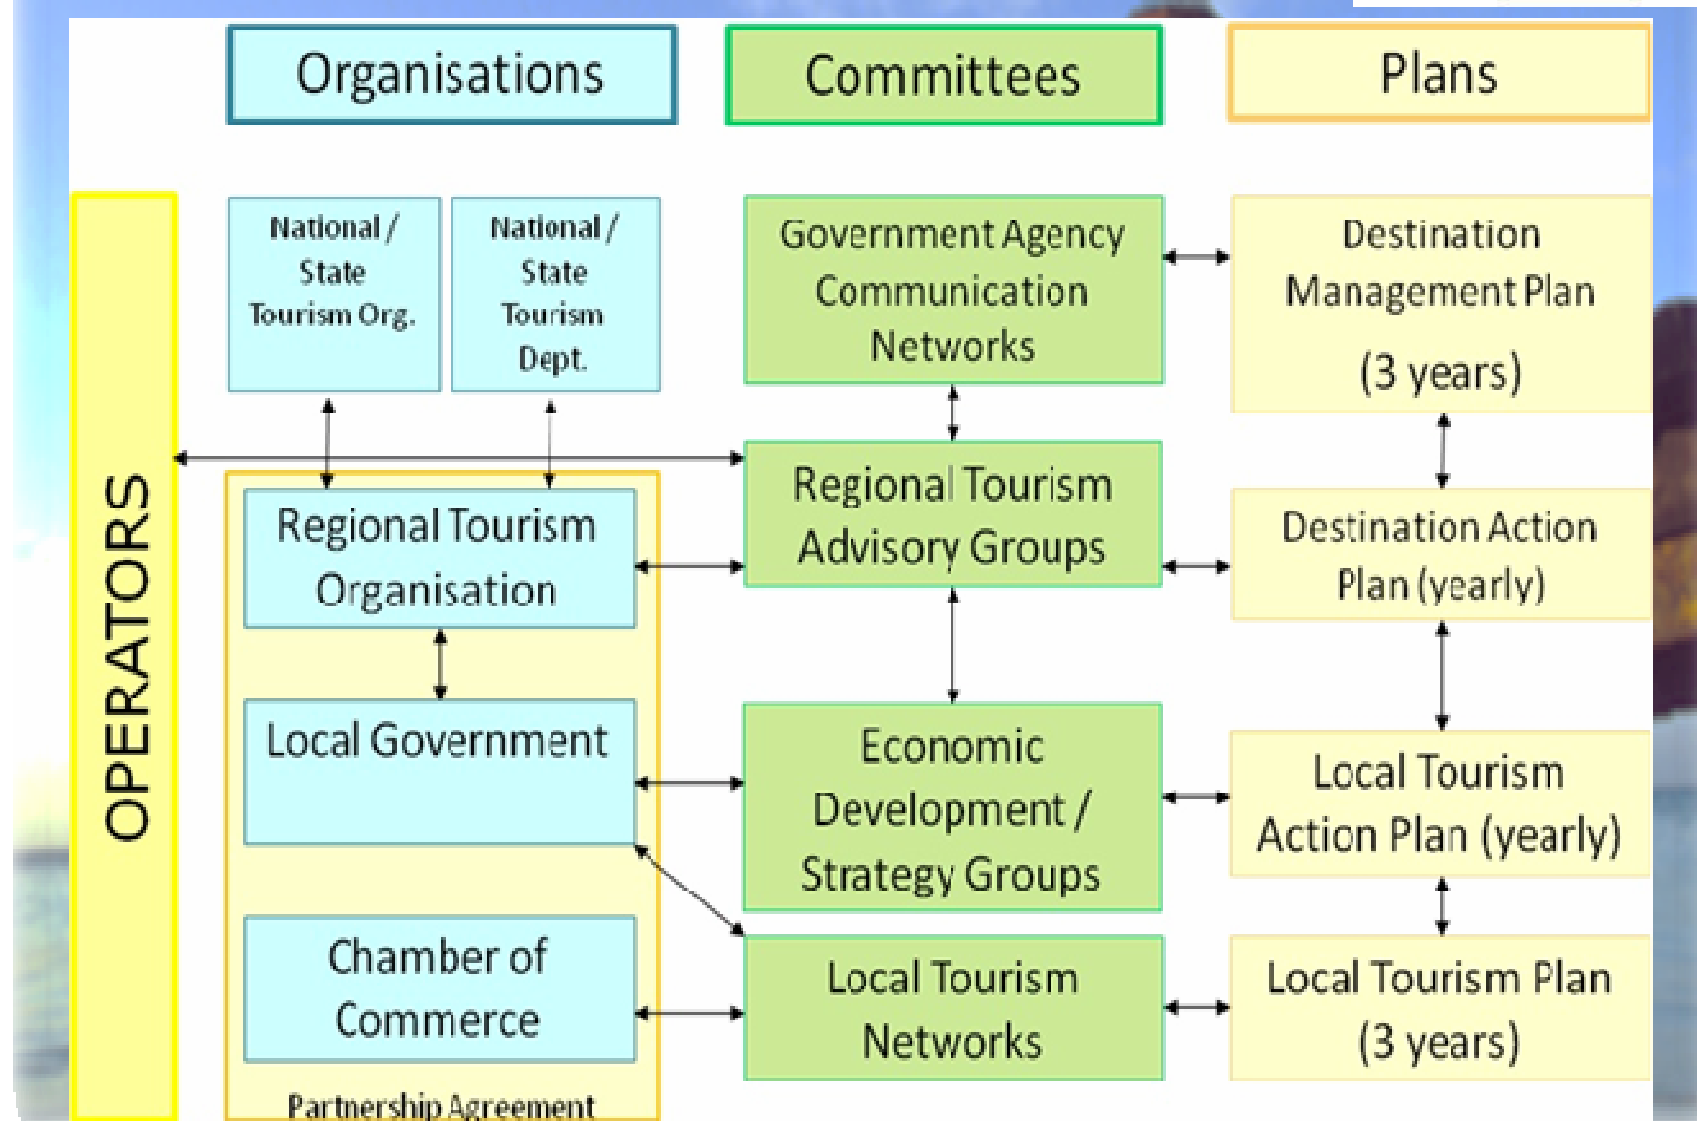 Organisations
Committees
Plans
OPERATORS
National /
State
Tourism Org.
National /
State
Tourism
Dept.
Government Agency
Communication
Networks
Destination
Management Plan
(3 years)
Regional Tourism
Organisation
Regional Tourism
Advisory Groups
Destination Action
Plan (yearly)
Local Government
Economic
Development /
Strategy Groups
Local Tourism
Action Plan (yearly)
Chamber of
Commerce
Local Tourism
Networks
Local Tourism Plan
(3 years)
Partnership Agreement